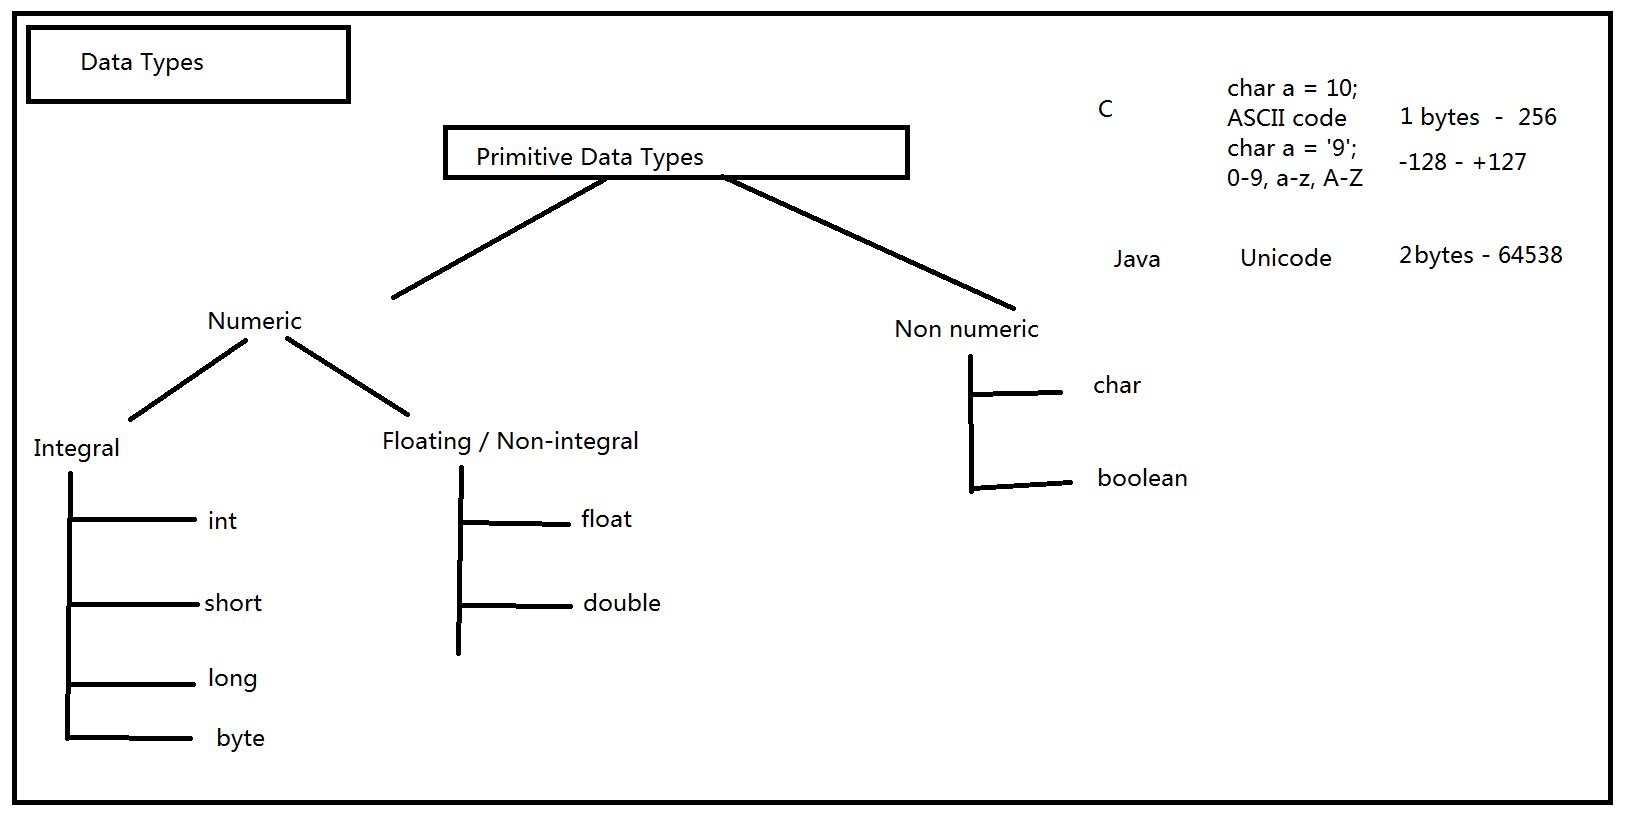 Data Types
Primitive Data Types
C
char a = 10;
ASCII code
char a = '9';
0-9, a-z, A-Z
1 bytes - 256
-128 - +127
Java
Unicode
2bytes - 64538
Numeric
Non numeric
Integral
Floating / Non-integral
int
short
long
byte
float
double
char
boolean